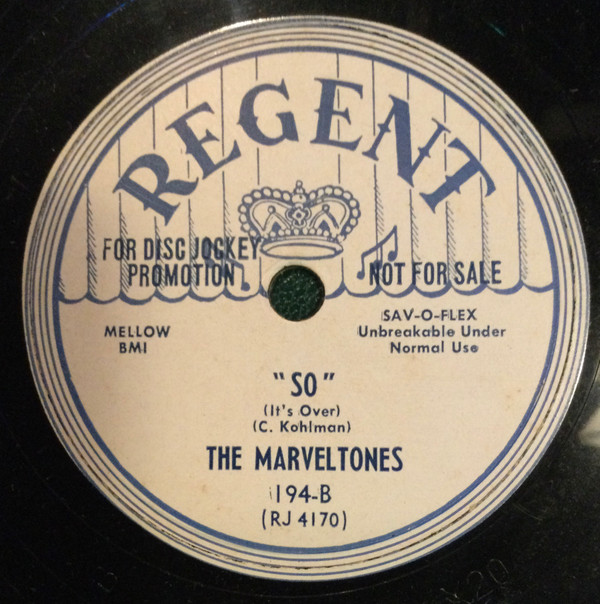 REGENT
FOR DISC JOCKEY
PROMOTION
NOT FOR SALE
MELLOW
BMI
SAV-O-FLEX
Unbreakable Under
Normal Use
"SO"
(It's Over)
(C. Kohlman)
THE MARVELTONES
194-B
(RJ 4170)